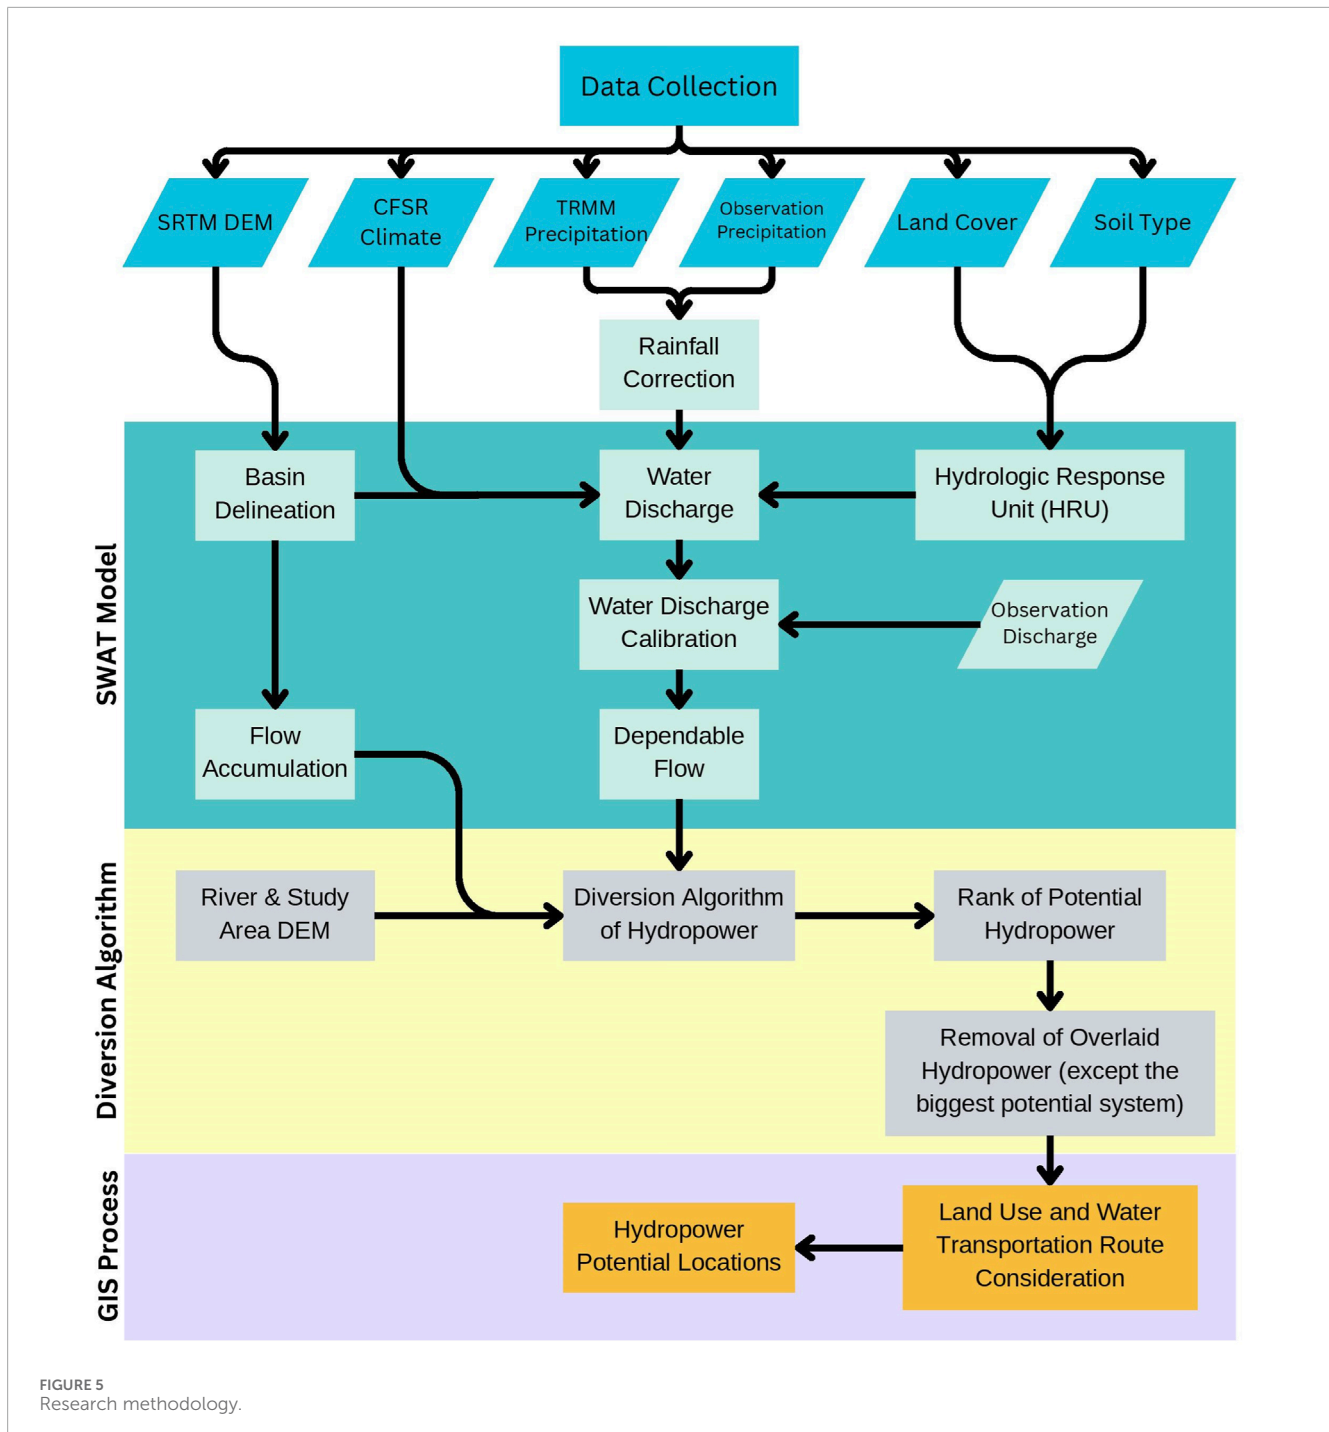 Data Collection
SRTM DEM
CFSR
Climate
TRMM
Precipitation
Observation
Precipitation
Land Cover
Soil Type
Rainfall
Correction
SWAT Model
Basin
Delineation
Water
Discharge
Hydrologic Response
Unit (HRU)
Water Discharge
Calibration
Observation
Discharge
Flow
Accumulation
Dependable
Flow
Diversion Algorithm
River & Study
Area DEM
Diversion Algorithm
of Hydropower
Rank of Potential
Hydropower
Removal of Overlaid
Hydropower (except the
biggest potential system)
GIS Process
Hydropower
Potential Locations
Land Use and Water
Transportation Route
Consideration
FIGURE 5
Research methodology.